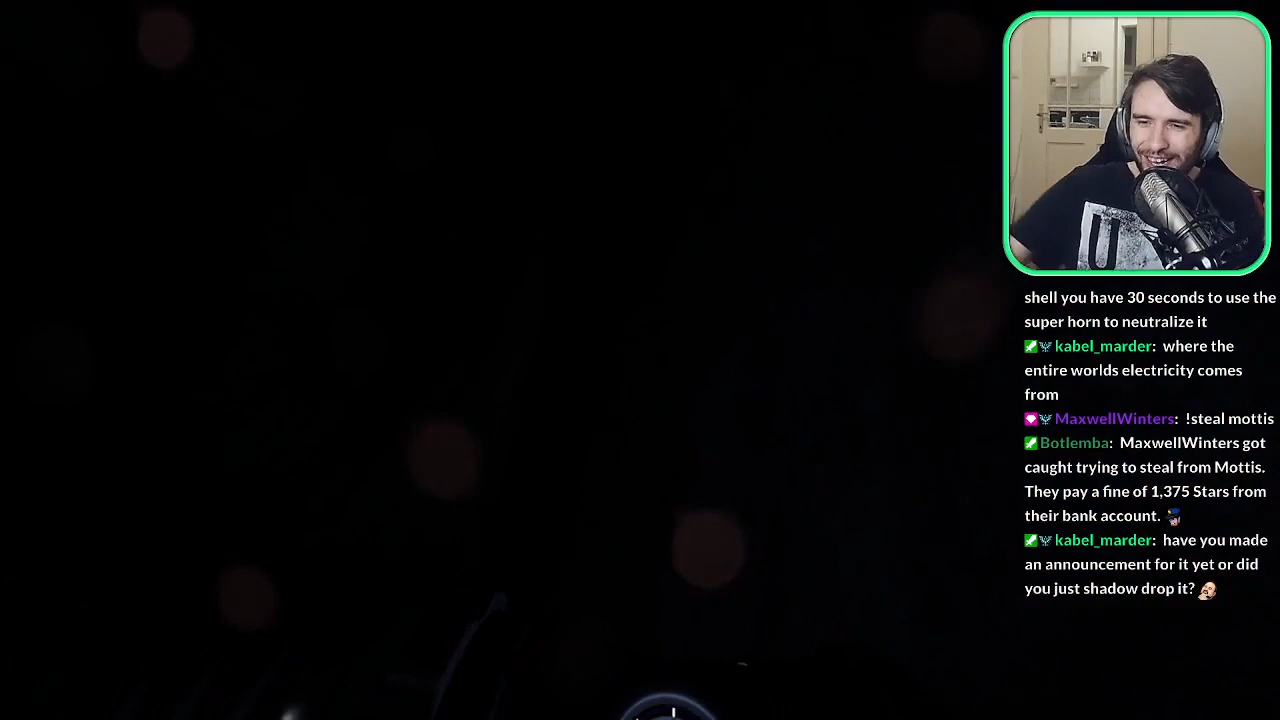 shell you have 30 seconds to use the
super horn to neutralize it
kabel_marder: where the
entire worlds electricity comes
from
MaxwellWinters: !steal mottis
Botlemba: MaxwellWinters got
caught trying to steal from Mottis.
They pay a fine of 1,375 Stars from
their bank account.
kabel_marder: have you made
an announcement for it yet or did
you just shadow drop it?
U